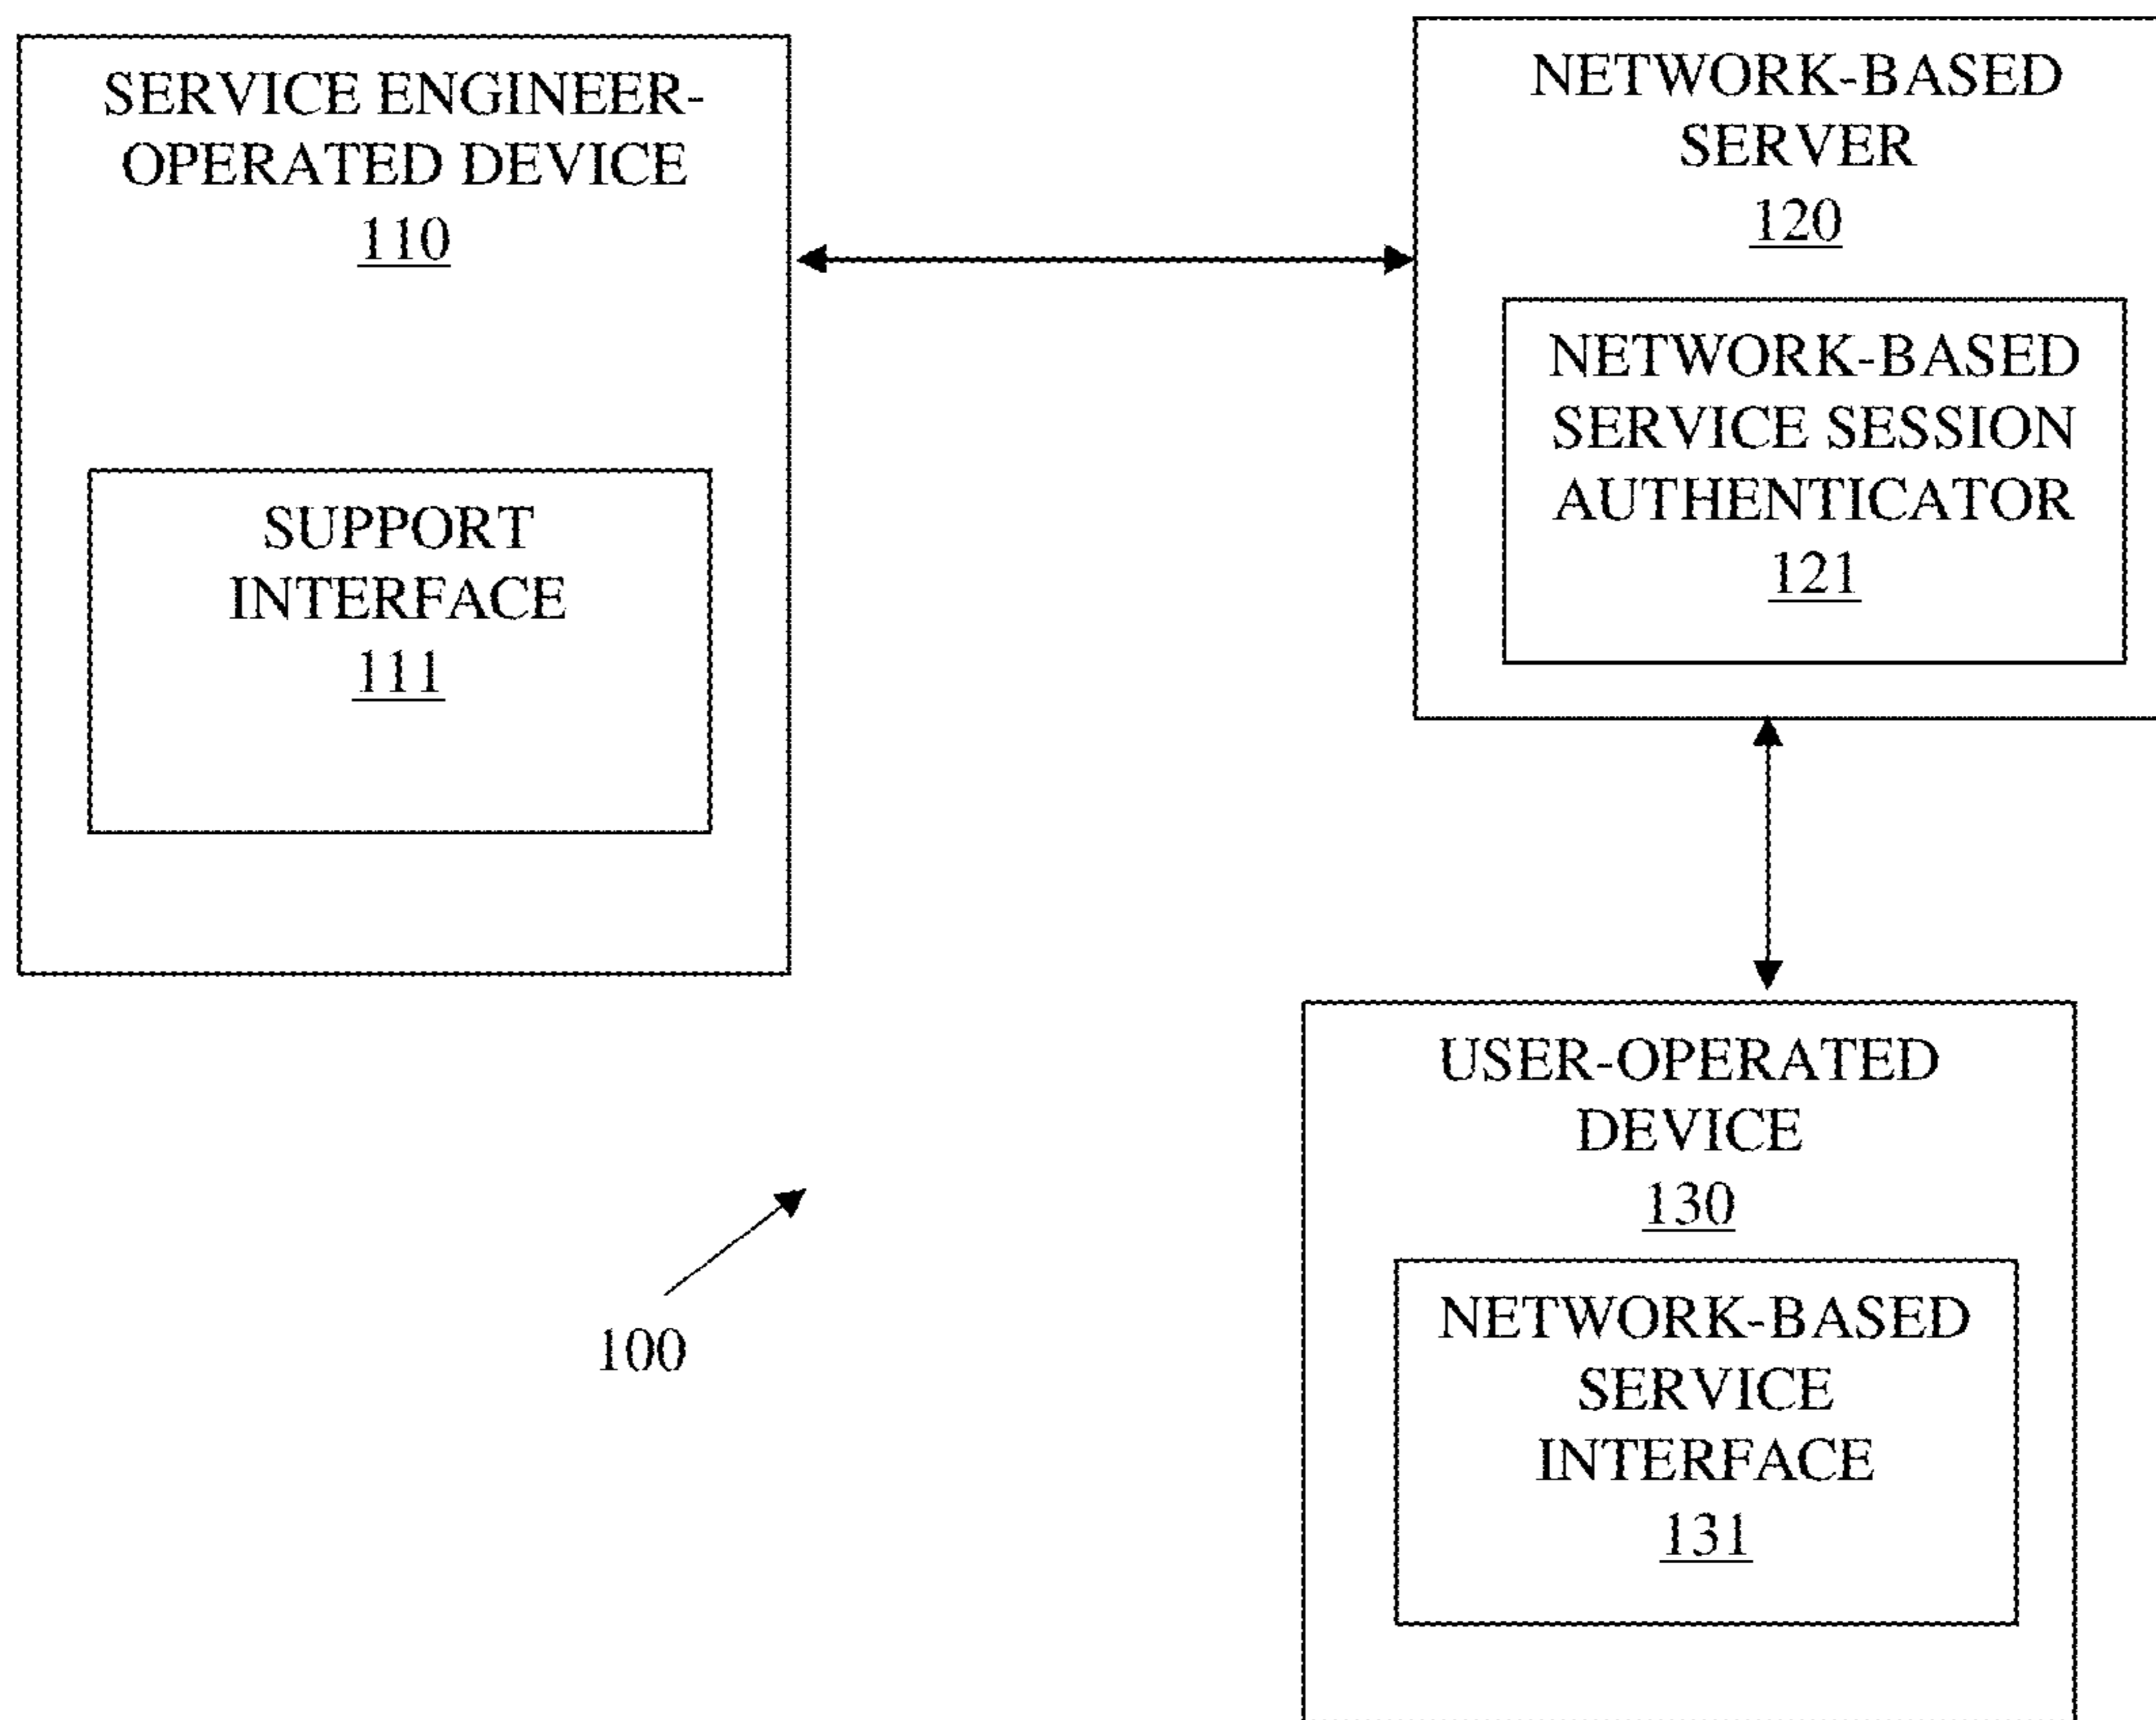 SERVICE ENGINEER-
OPERATED DEVICE
110
SUPPORT
INTERFACE
111
NETWORK-BASED
SERVER
120
NETWORK-BASED
SERVICE SESSION
AUTHENTICATOR
121
USER-OPERATED
DEVICE
130
NETWORK-BASED
SERVICE
INTERFACE
131
100